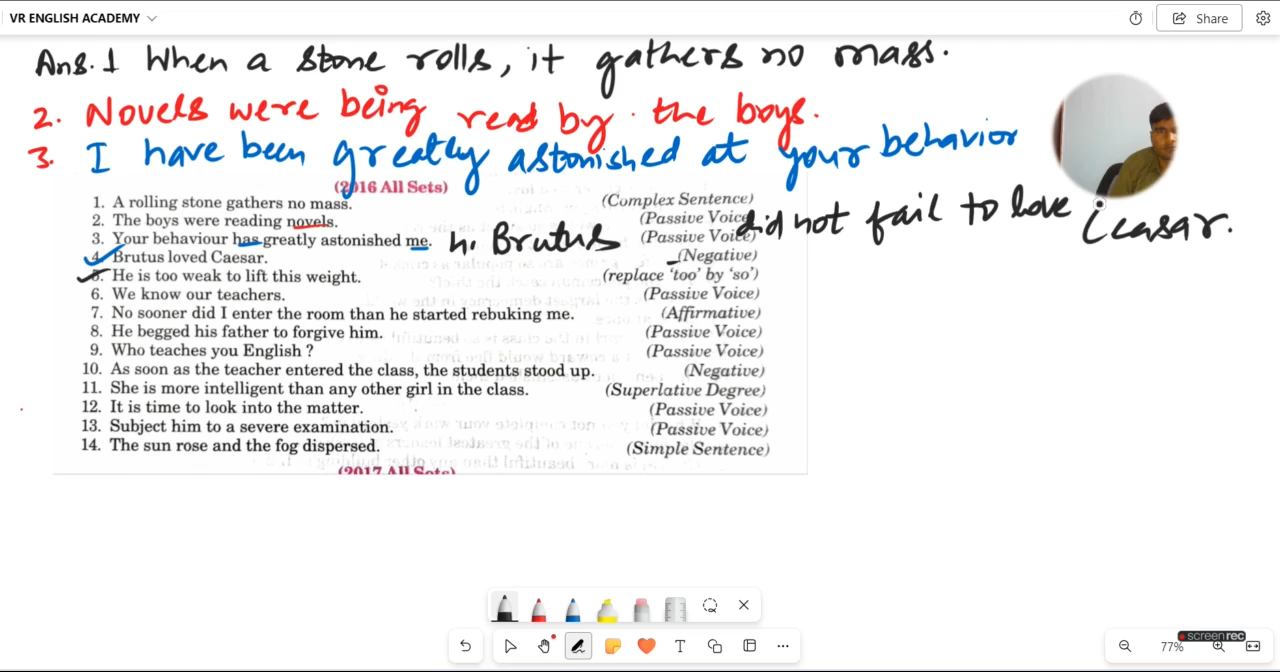 VR ENGLISH ACADEMY
Share
Ans. 1 When a stone rolls, it gathers no mass.
2. Novels were being read by the boys.
3. I have been greatly astonished at your behavior
(2016 All Sets)
1. A rolling stone gathers no mass. (Complex Sentence)
2. The boys were reading novels. (Passive Voice)
3. Your behaviour has greatly astonished me. (Passive Voice)
4. Brutus did not fail to love Ceasar.
4. Brutus loved Caesar. (Negative)
5. He is too weak to lift this weight. (replace 'too' by 'so')
6. We know our teachers. (Passive Voice)
7. No sooner did I enter the room than he started rebuking me. (Affirmative)
8. He begged his father to forgive him. (Passive Voice)
9. Who teaches you English ? (Passive Voice)
10. As soon as the teacher entered the class, the students stood up. (Negative)
11. She is more intelligent than any other girl in the class. (Superlative Degree)
12. It is time to look into the matter. (Passive Voice)
13. Subject him to a severe examination. (Passive Voice)
14. The sun rose and the fog dispersed. (Simple Sentence)
(2017 All Sets)
77%
screenrec